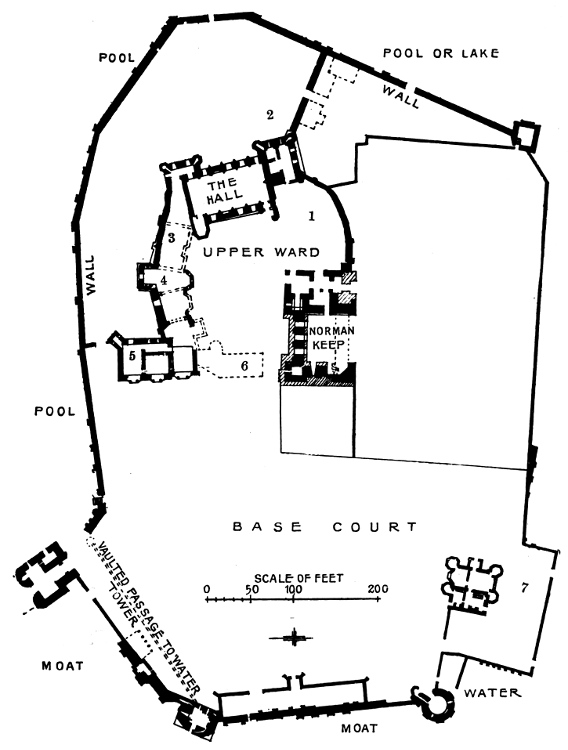 POOL
POOL OR LAKE
WALL
2
THE
HALL
1
3
UPPER WARD
WALL
4
NORMAN
KEEP
5
6
POOL
BASE COURT
VAULTED PASSAGE TO WATER
TOWER
SCALE OF FEET
0 50 100 200
7
MOAT
WATER
MOAT